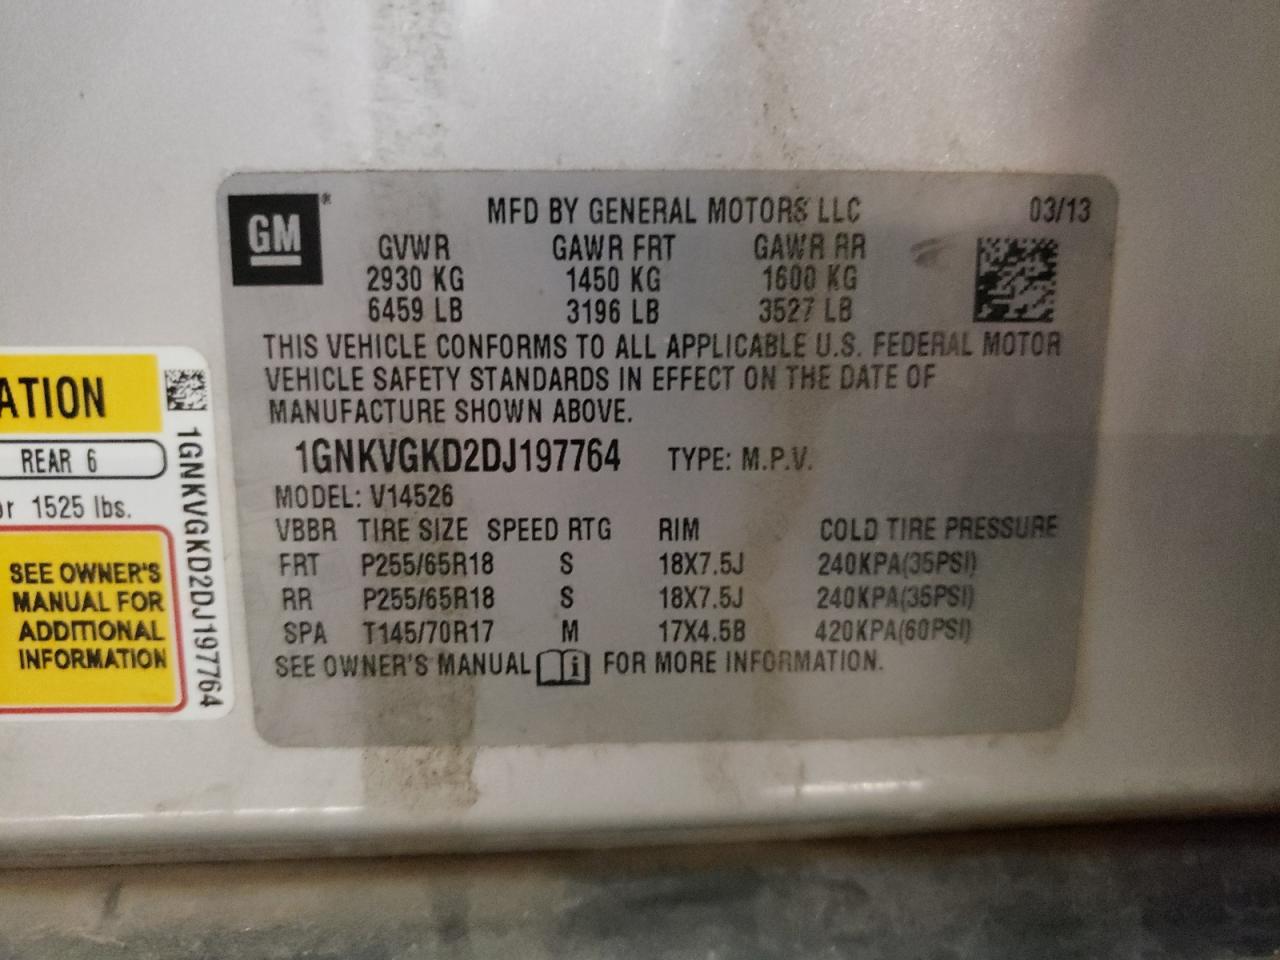 GM®
MFD BY GENERAL MOTORS LLC 03/13
GVWR GAWR FRT GAWR RR
2930 KG 1450 KG 1600 KG
6459 LB 3196 LB 3527 LB
THIS VEHICLE CONFORMS TO ALL APPLICABLE U.S. FEDERAL MOTOR
VEHICLE SAFETY STANDARDS IN EFFECT ON THE DATE OF
MANUFACTURE SHOWN ABOVE.
1GNKVGKD2DJ197764 TYPE: M.P.V.
MODEL: V14526
VBBR TIRE SIZE SPEED RTG RIM COLD TIRE PRESSURE
FRT P255/65R18 S 18X7.5J 240KPA(35PSI)
RR P255/65R18 S 18X7.5J 240KPA(35PSI)
SPA T145/70R17 M 17X4.5B 420KPA(60PSI)
SEE OWNER'S MANUAL i FOR MORE INFORMATION.
ATION
REAR 6
or 1525 lbs.
SEE OWNER'S
MANUAL FOR
ADDITIONAL
INFORMATION
1GNKVGKD2DJ197764